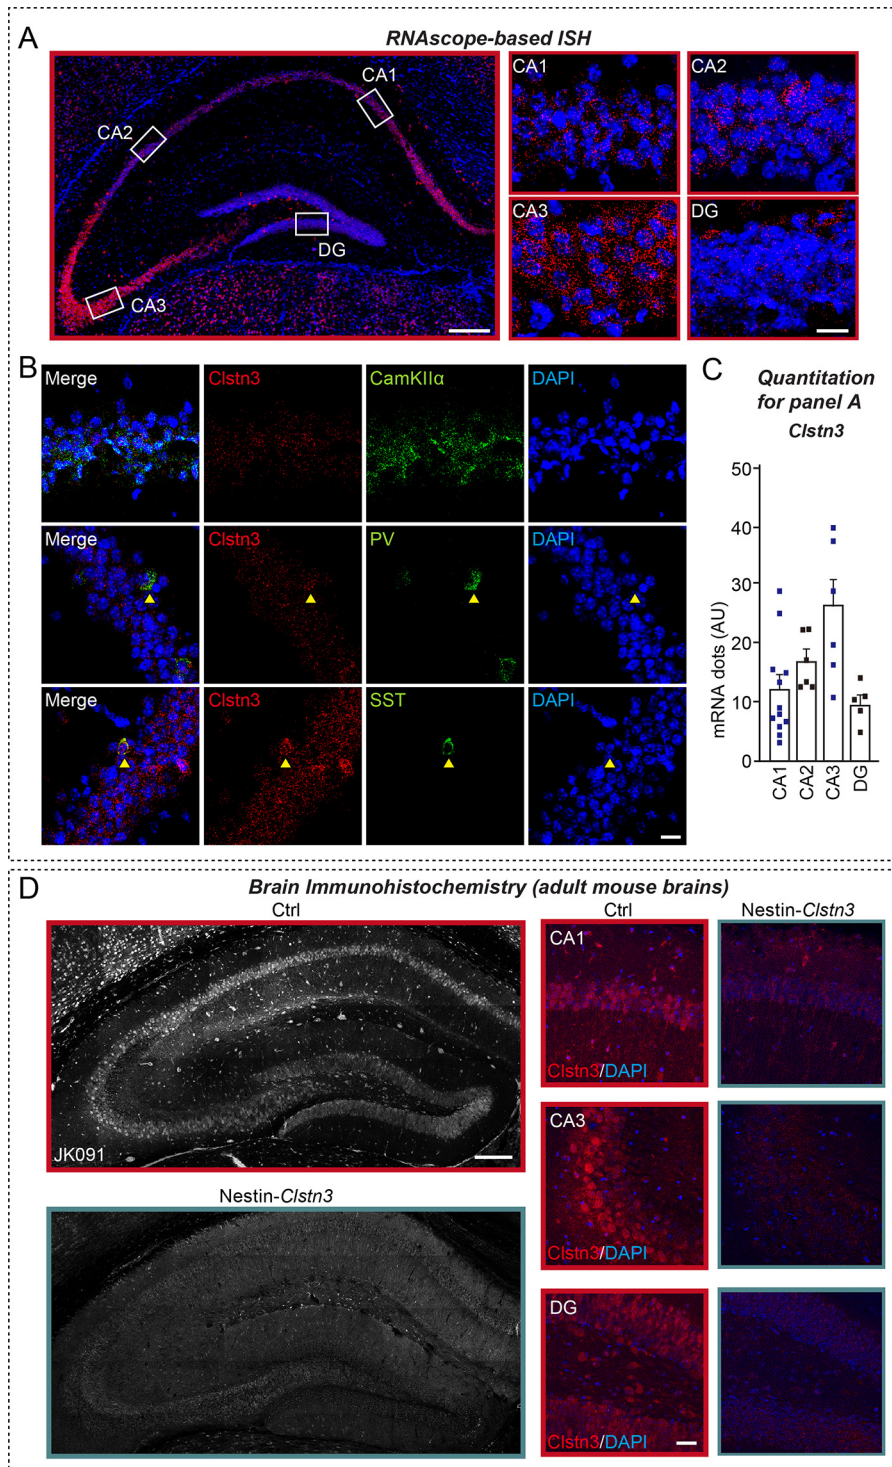 A
RNAscope-based ISH
CA1
CA2
DG
CA3
CA1
CA2
CA3
DG
B
Merge
Clstn3
CamKIIα
DAPI
Merge
Clstn3
PV
DAPI
Merge
Clstn3
SST
DAPI
C
Quantitation
for panel A
Clstn3
mRNA dots (AU)
50
40
30
20
10
0
CA1
CA2
CA3
DG
D
Brain Immunohistochemistry (adult mouse brains)
Ctrl
JK091
Nestin-Clstn3
Ctrl
Nestin-Clstn3
CA1
Clstn3/DAPI
CA3
Clstn3/DAPI
DG
Clstn3/DAPI